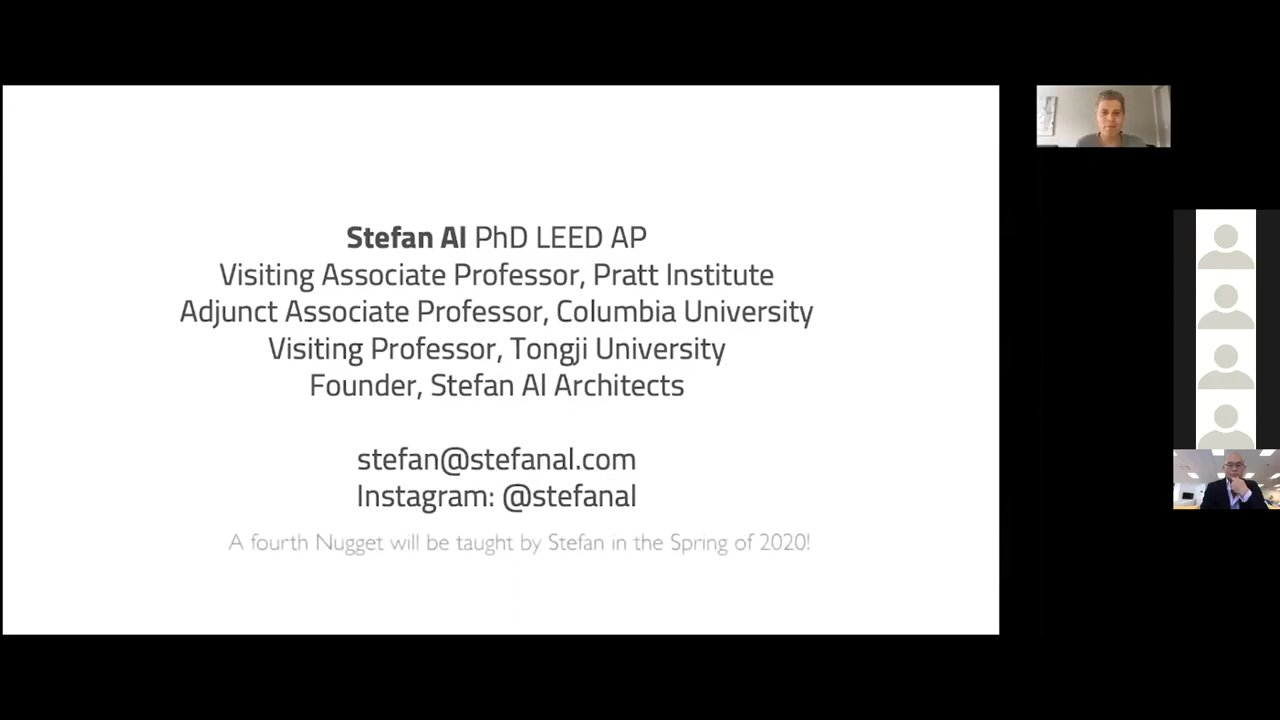 Stefan Al PhD LEED AP
Visiting Associate Professor, Pratt Institute
Adjunct Associate Professor, Columbia University
Visiting Professor, Tongji University
Founder, Stefan Al Architects
stefan@stefanal.com
Instagram: @stefanal
A fourth Nugget will be taught by Stefan in the Spring of 2020!